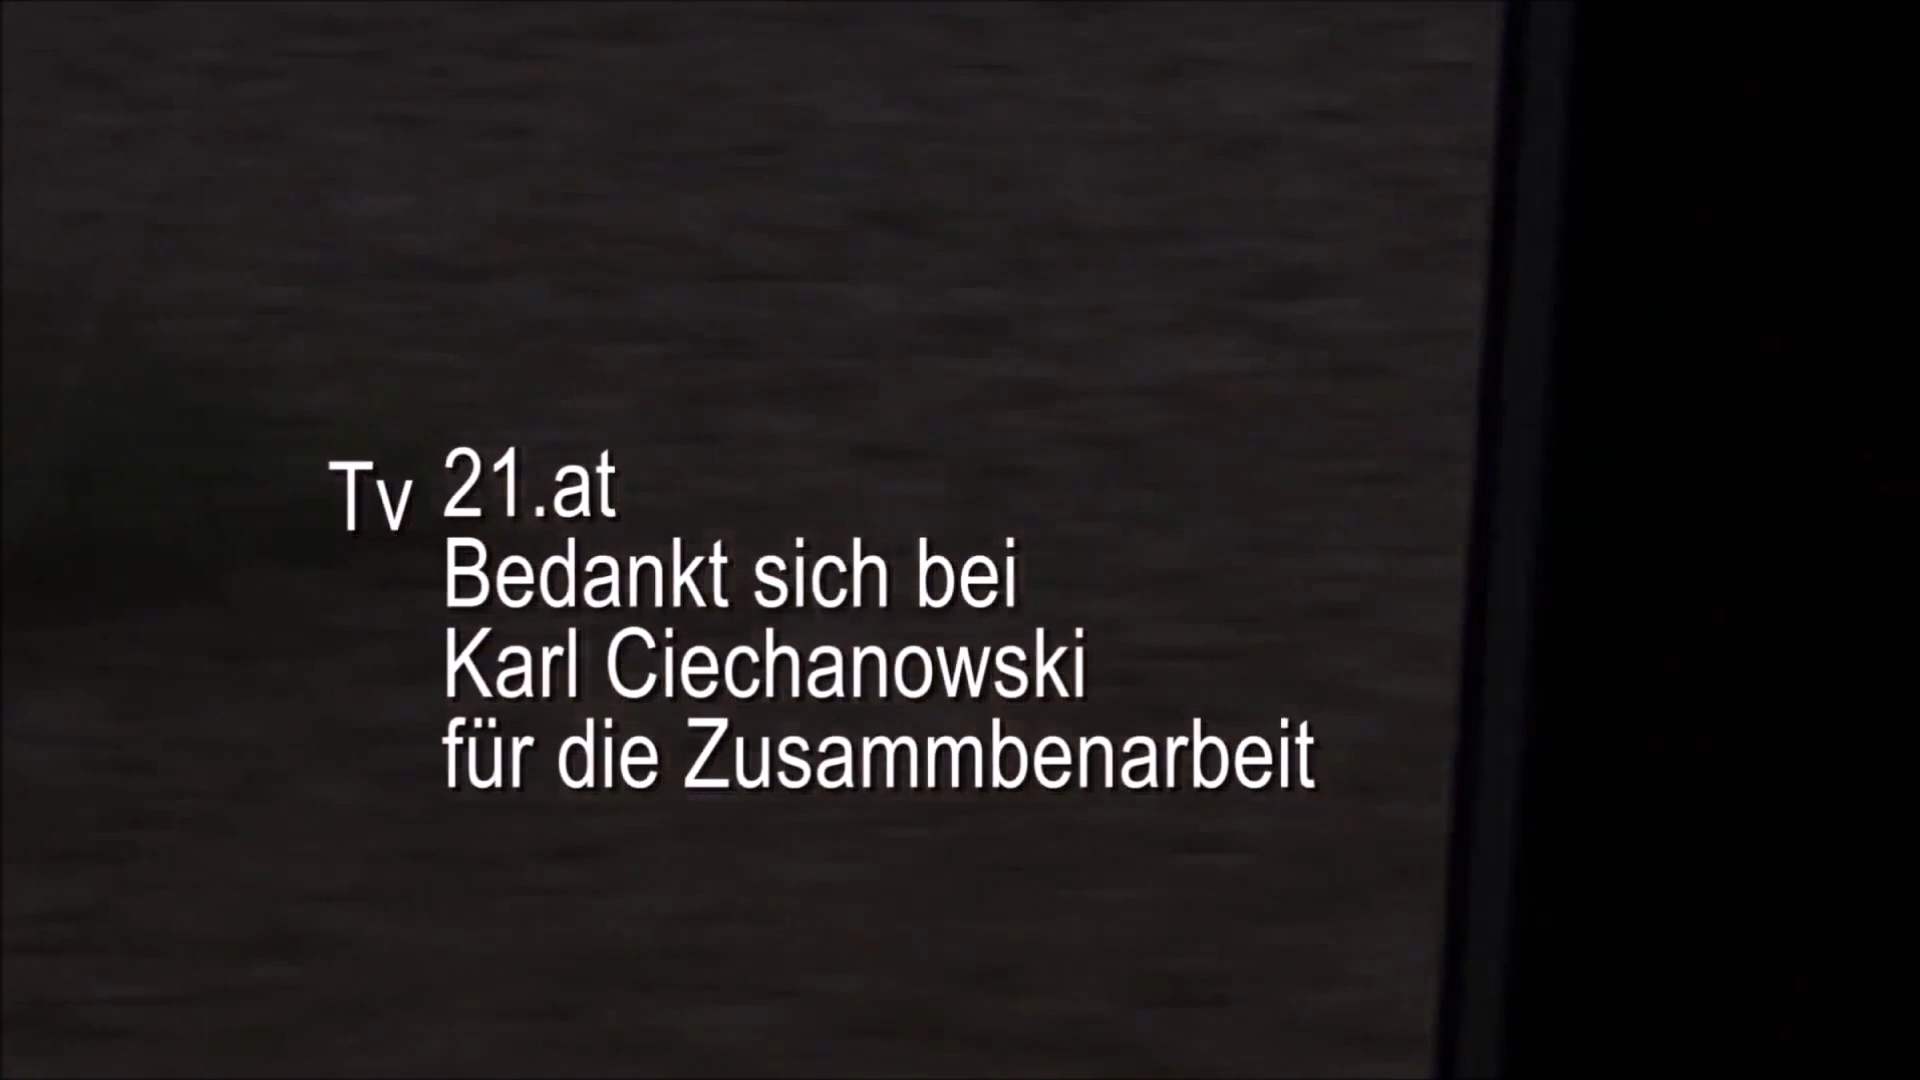 Tv 21.at
Bedankt sich bei
Karl Ciechanowski
für die Zusammbenarbeit